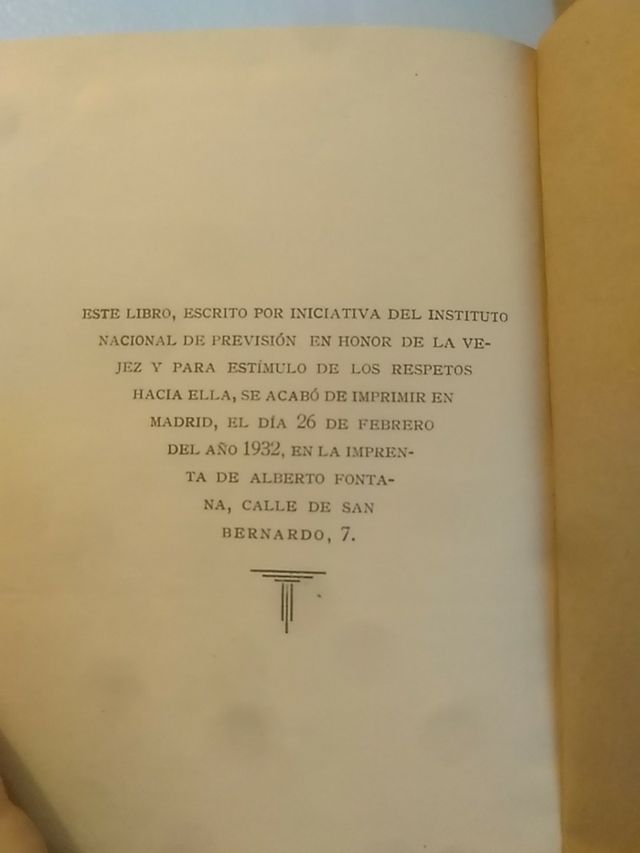 ESTE LIBRO, ESCRITO POR INICIATIVA DEL INSTITUTO
NACIONAL DE PREVISIÓN EN HONOR DE LA VE-
JEZ Y PARA ESTÍMULO DE LOS RESPETOS
HACIA ELLA, SE ACABÓ DE IMPRIMIR EN
MADRID, EL DÍA 26 DE FEBRERO
DEL AÑO 1932, EN LA IMPREN-
TA DE ALBERTO FONTA-
NA, CALLE DE SAN
BERNARDO, 7.